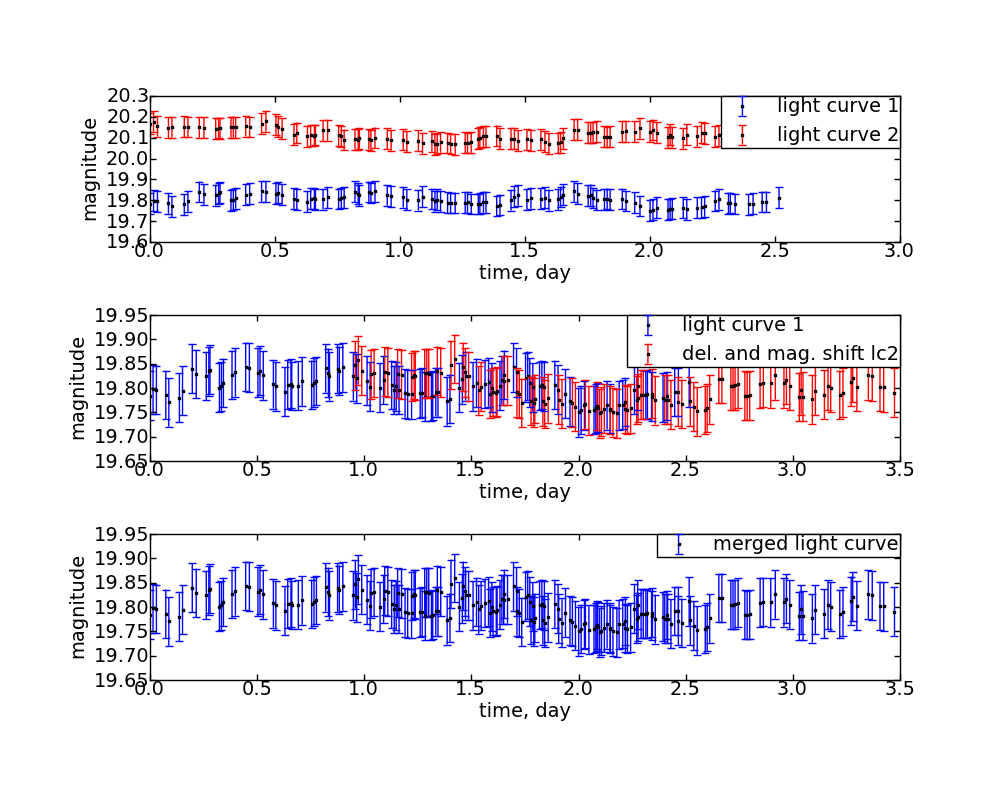 20.3
20.2
20.1
20.0
19.9
19.8
19.7
19.6
magnitude
light curve 1
light curve 2
0.0 0.5 1.0 1.5 2.0 2.5 3.0
time, day
19.95
19.90
19.85
19.80
19.75
19.70
19.65
magnitude
light curve 1
del. and mag. shift lc2
0.0 0.5 1.0 1.5 2.0 2.5 3.0 3.5
time, day
19.95
19.90
19.85
19.80
19.75
19.70
19.65
magnitude
merged light curve
0.0 0.5 1.0 1.5 2.0 2.5 3.0 3.5
time, day